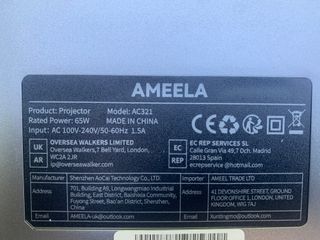 AMEELA
Product: Projector Model: AC321
Rated Power: 65W MADE IN CHINA
Input: AC 100V-240V/50-60Hz 1.5A
UK AR OVERSEA WALKERS LIMITED
Oversea Walkers,7 Bell Yard, London,
WC2A 2JR
ip@overseawalker.com
EC REP EC REP SERVICES SL
Calle Gran Via 49,7 Och. Madrid
28013 Spain
ecrepservice @hotmail.com
Manufacturer Shenzhen AoCai Technology Co., LTD.
Address 701, Building A9, Longwangmiao Industrial
Zone, East District, Baishixia Community,
Fuyong Street, Bao'an District, Shenzhen, China
Email AMEELA-uk@outlook.com
Importer AMEEL TRADE LTD
Address 41 DEVONSHIRE STREET, GROUND
FLOOR OFFICE 1, LONDON, UNITED
KINGDOM, W1G 7AJ
Email huntingmo@outlook.com